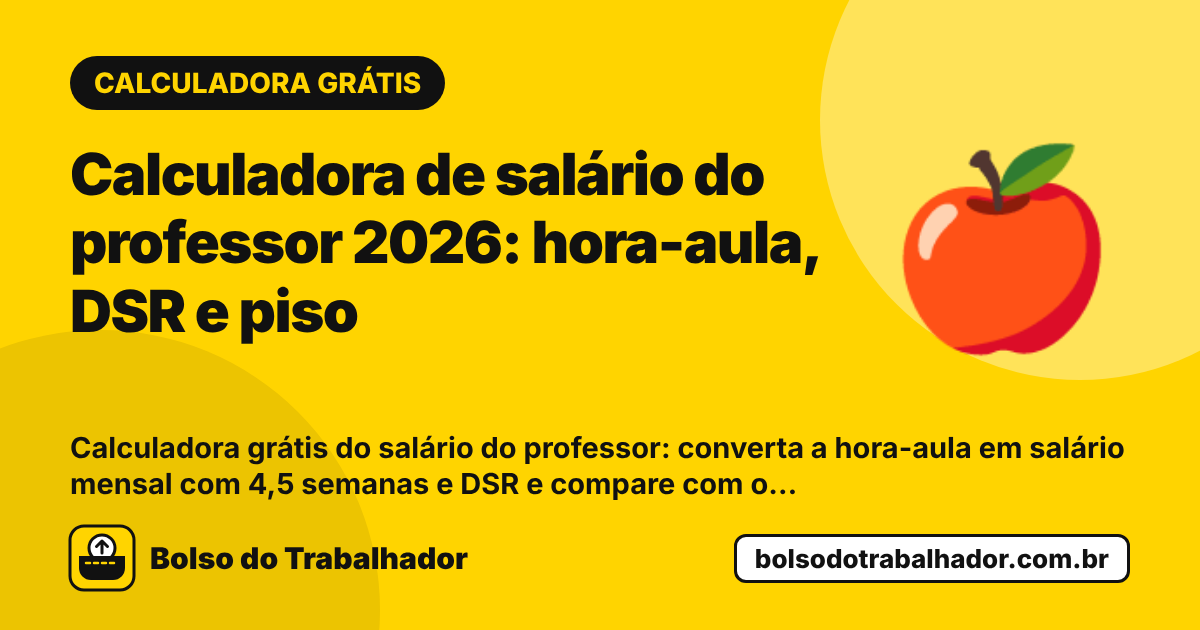 CALCULADORA GRÁTIS
Calculadora de salário do
professor 2026: hora-aula,
DSR e piso
Calculadora grátis do salário do professor: converta a hora-aula em salário
mensal com 4,5 semanas e DSR e compare com o…
Bolso do Trabalhador
bolsodotrabalhador.com.br